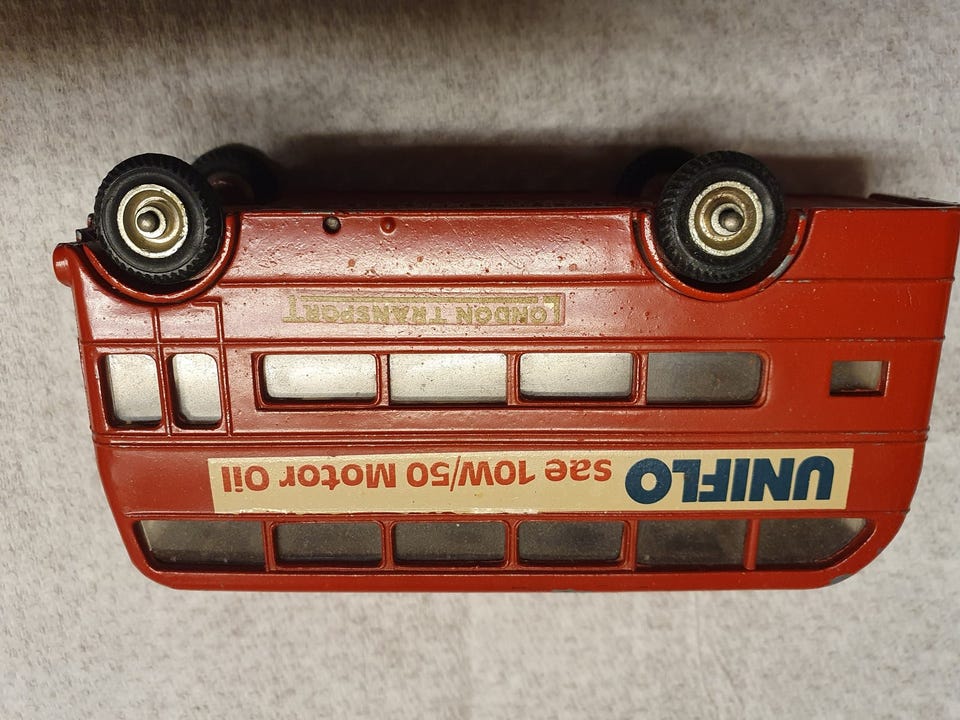 UNIFLO sae 10W/50 Motor Oil
LONDON TRANSPORT